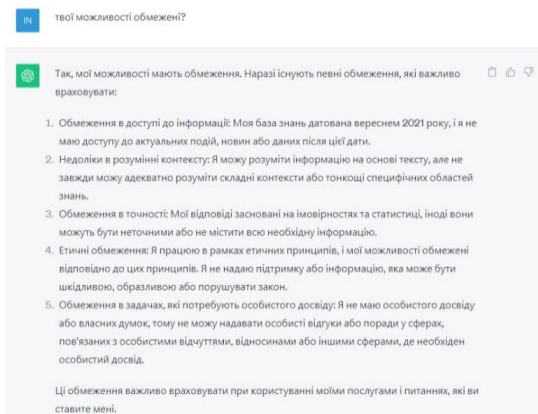 IN
твої можливості обмежені?
Так, мої можливості мають обмеження. Наразі існують певні обмеження, які важливо
враховувати:
1. Обмеження в доступі до інформації: Моя база знань датована вереснем 2021 року, і я не
маю доступу до актуальних подій, новин або даних після цієї дати.
2. Недоліки в розумінні контексту: Я можу розуміти інформацію на основі тексту, але не
завжди можу адекватно розуміти складні контексти або тонкощі специфічних областей
знань.
3. Обмеження в точності: Мої відповіді засновані на імовірностях та статистиці, іноді вони
можуть бути неточними або не містити всю необхідну інформацію.
4. Етичні обмеження: Я працюю в рамках етичних принципів, і мої можливості обмежені
відповідно до цих принципів. Я не надаю підтримку або інформацію, яка може бути
шкідливою, образливою або порушувати закон.
5. Обмеження в задачах, які потребують особистого досвіду: Я не маю особистого досвіду
або власних думок, тому не можу надавати особисті відгуки або поради у сферах,
пов'язаних з особистими відчуттями, відносинами або іншими сферами, де необхіден
особистий досвід.
Ці обмеження важливо враховувати при користуванні моїми послугами і питаннях, які ви
ставите мені.